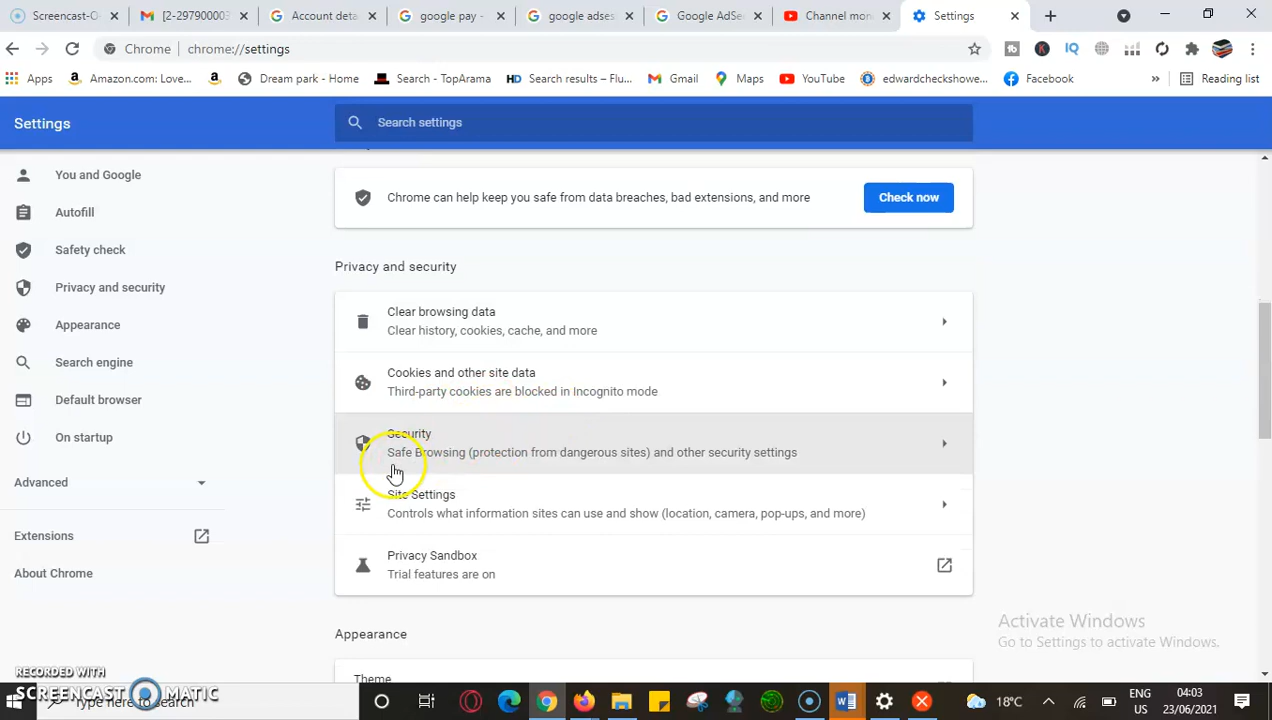 Screencast-O
[2-297900003
Account deta
google pay -
google adses
Google AdSe
Channel mon
Settings
Chrome
chrome://settings
Apps
Amazon.com: Love...
Dream park - Home
Search - TopArama
Search results – Flu...
Gmail
Maps
YouTube
edwardcheckshowe...
Facebook
»
Reading list
Settings
Search settings
You and Google
Autofill
Safety check
Privacy and security
Appearance
Search engine
Default browser
On startup
Advanced
Extensions
About Chrome
Chrome can help keep you safe from data breaches, bad extensions, and more
Check now
Privacy and security
Clear browsing data
Clear history, cookies, cache, and more
Cookies and other site data
Third-party cookies are blocked in Incognito mode
Security
Safe Browsing (protection from dangerous sites) and other security settings
Site Settings
Controls what information sites can use and show (location, camera, pop-ups, and more)
Privacy Sandbox
Trial features are on
Appearance
Theme
Activate Windows
Go to Settings to activate Windows.
RECORDED WITH
SCREENCAST MATIC
Type here to search
18°C
ENG
US
04:03
23/06/2021